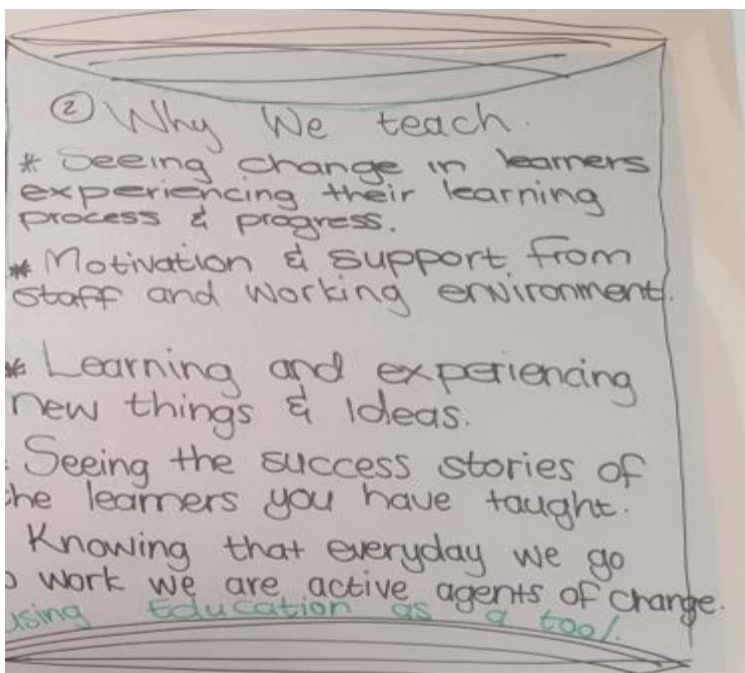 ② Why We teach.
* Seeing change in learners
experiencing their learning
process & progress.
* Motivation & support from
staff and working environment.
* Learning and experiencing
new things & Ideas.
Seeing the success stories of
the learners you have taught.
Knowing that everyday we go
o work we are active agents of change.
using Education as a tool.